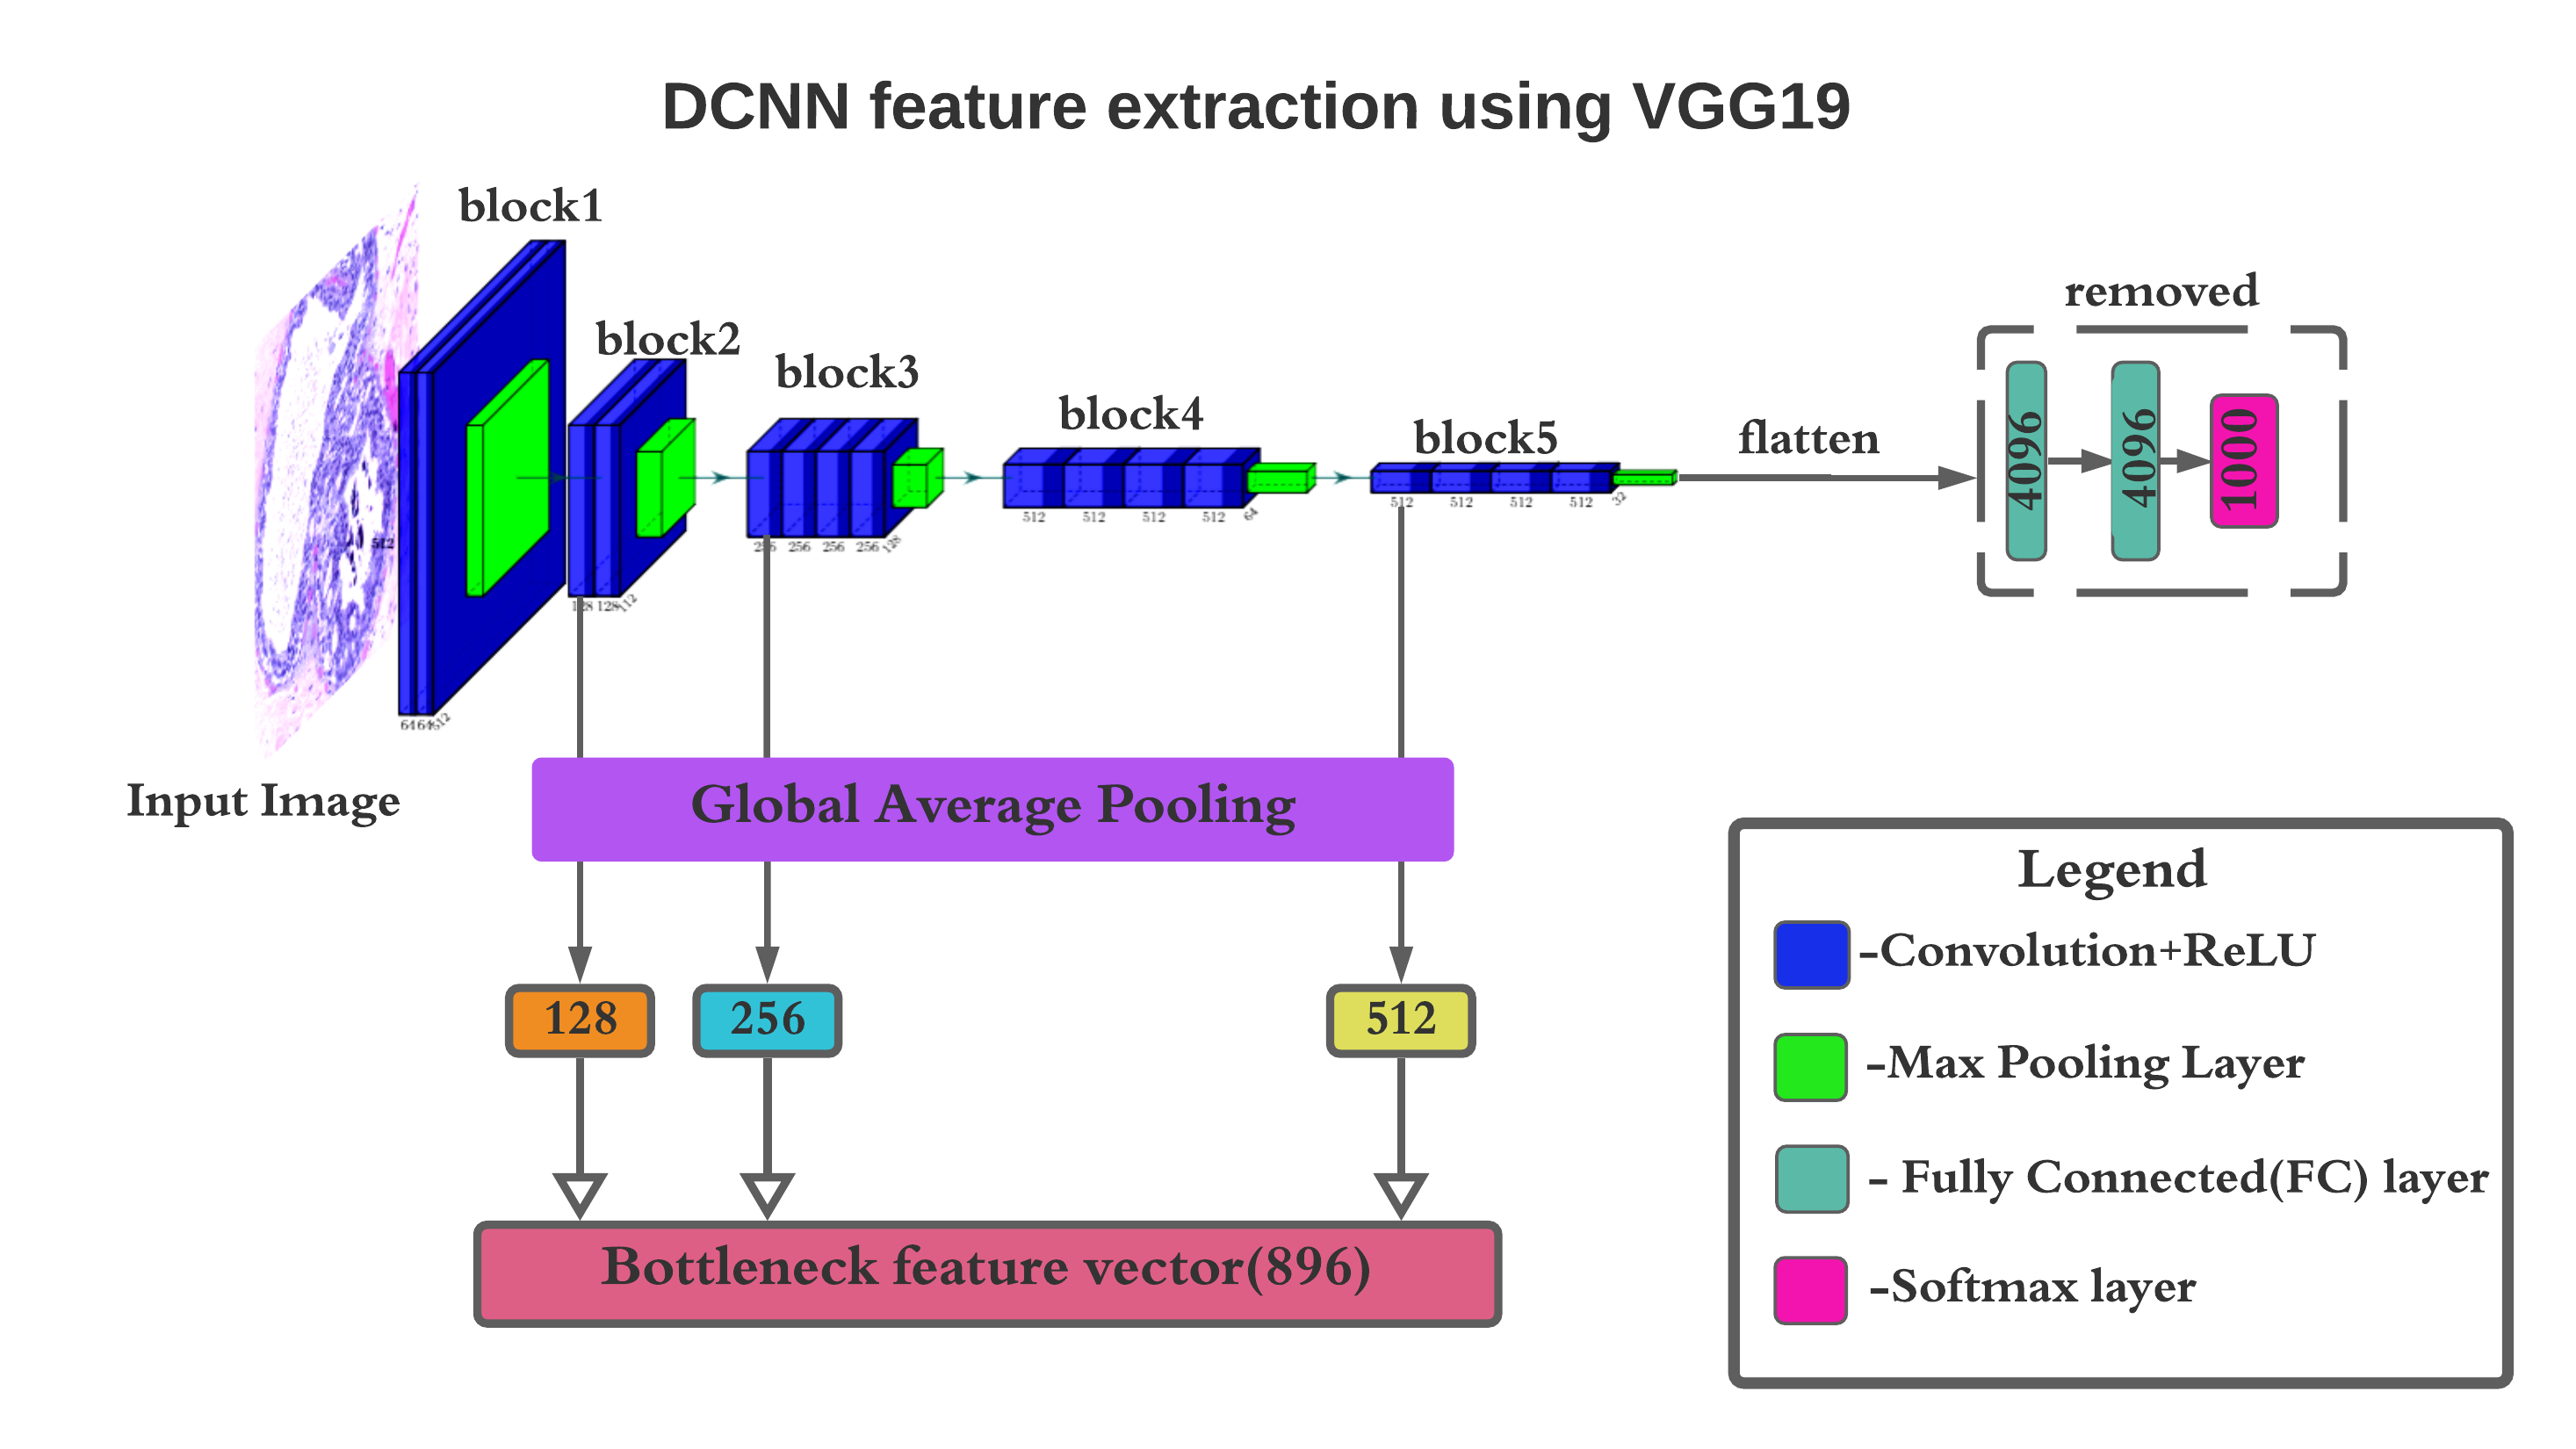 DCNN feature extraction using VGG19
block1
block2
block3
block4
block5
flatten
removed
4096
4096
1000
512
64 64 512
128 128 112
256 256 256 256 128
512 512 512 512 64
512 512 512 512 32
Input Image
Global Average Pooling
128
256
512
Bottleneck feature vector(896)
Legend
-Convolution+ReLU
-Max Pooling Layer
- Fully Connected(FC) layer
-Softmax layer